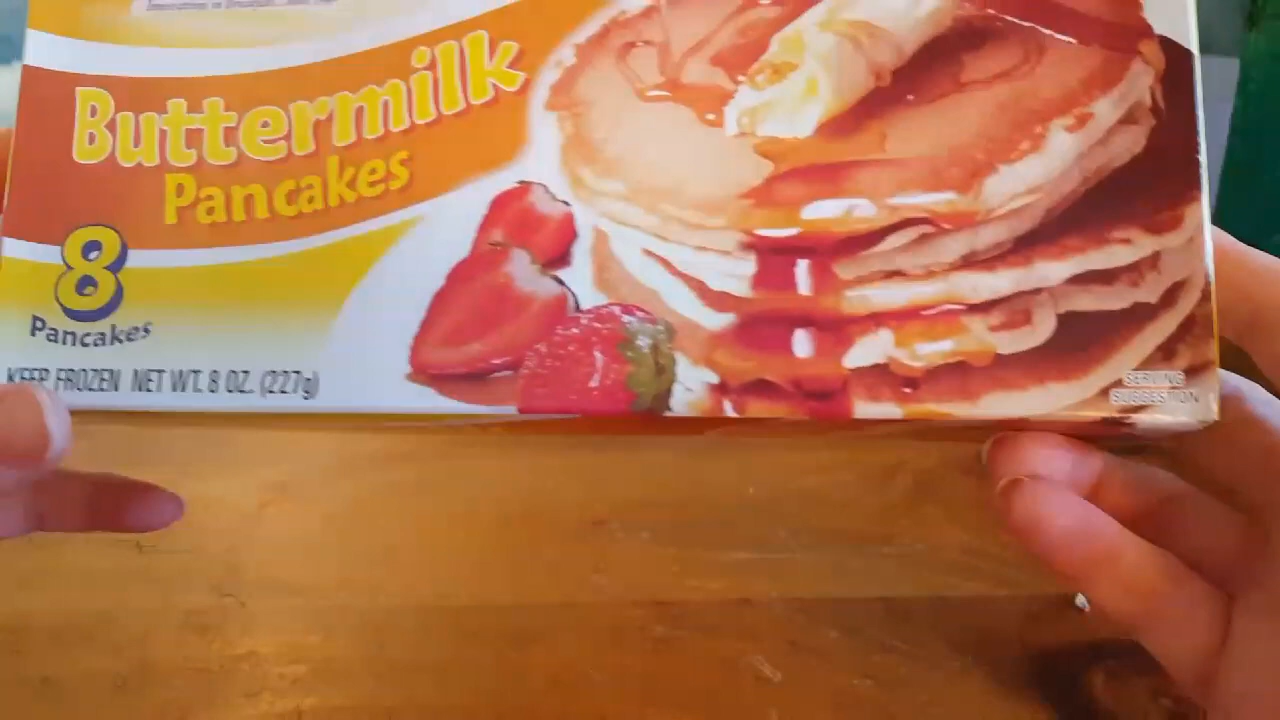 Buttermilk
Pancakes
8
Pancakes
KEEP FROZEN NET WT. 8 OZ. (227g)
SERVING
SUGGESTION